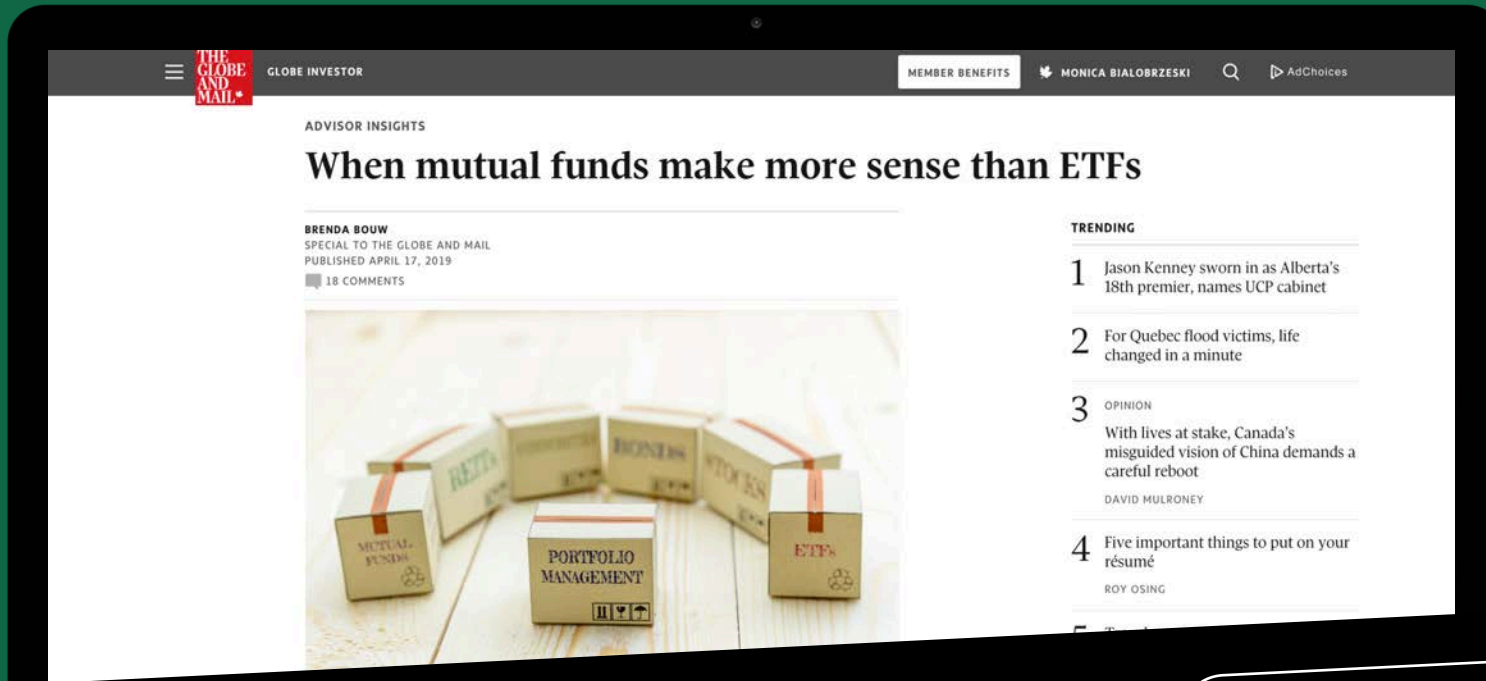 THE
GLOBE
AND
MAIL
GLOBE INVESTOR
MEMBER BENEFITS
MONICA BIALOBRZESKI
AdChoices
ADVISOR INSIGHTS
When mutual funds make more sense than ETFs
BRENDA BOUW
SPECIAL TO THE GLOBE AND MAIL
PUBLISHED APRIL 17, 2019
18 COMMENTS
MUTUAL
FUNDS
REITs
BONDS
STOCKS
ETFs
PORTFOLIO
MANAGEMENT
TRENDING
1
Jason Kenney sworn in as Alberta's
18th premier, names UCP cabinet
2
For Quebec flood victims, life
changed in a minute
3
OPINION
With lives at stake, Canada's
misguided vision of China demands a
careful reboot
DAVID MULRONEY
4
Five important things to put on your
résumé
ROY OSING